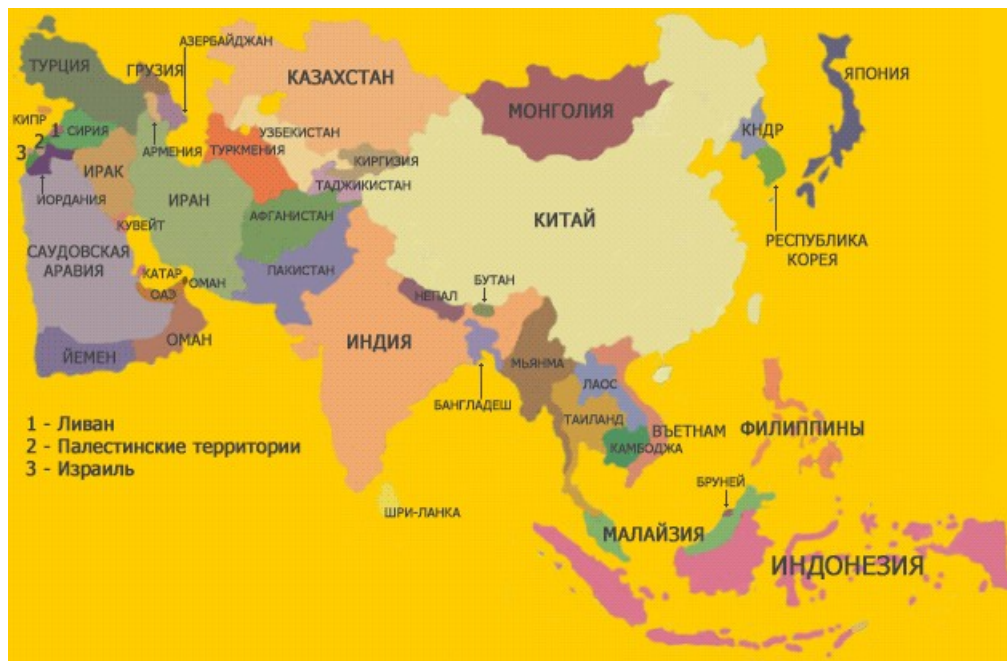 АЗЕРБАЙДЖАН
ТУРЦИЯ
ГРУЗИЯ
КАЗАХСТАН
ЯПОНИЯ
МОНГОЛИЯ
КИПР
1
СИРИЯ
2
3
АРМЕНИЯ
УЗБЕКИСТАН
ТУРКМЕНИЯ
КИРГИЗИЯ
ТАДЖИКИСТАН
КНДР
ИРАК
ИОРДАНИЯ
ИРАН
АФГАНИСТАН
КИТАЙ
КУВЕЙТ
САУДОВСКАЯ
АРАВИЯ
РЕСПУБЛИКА
КОРЕЯ
КАТАР
ОМАН
ОАЭ
ПАКИСТАН
БУТАН
НЕПАЛ
ОМАН
ИНДИЯ
ЙЕМЕН
МЬЯНМА
ЛАОС
БАНГЛАДЕШ
ТАИЛАНД
ВЪЕТНАМ
ФИЛИППИНЫ
КАМБОДЖА
1 - Ливан
2 - Палестинские территории
3 - Израиль
БРУНЕЙ
ШРИ-ЛАНКА
МАЛАЙЗИЯ
ИНДОНЕЗИЯ